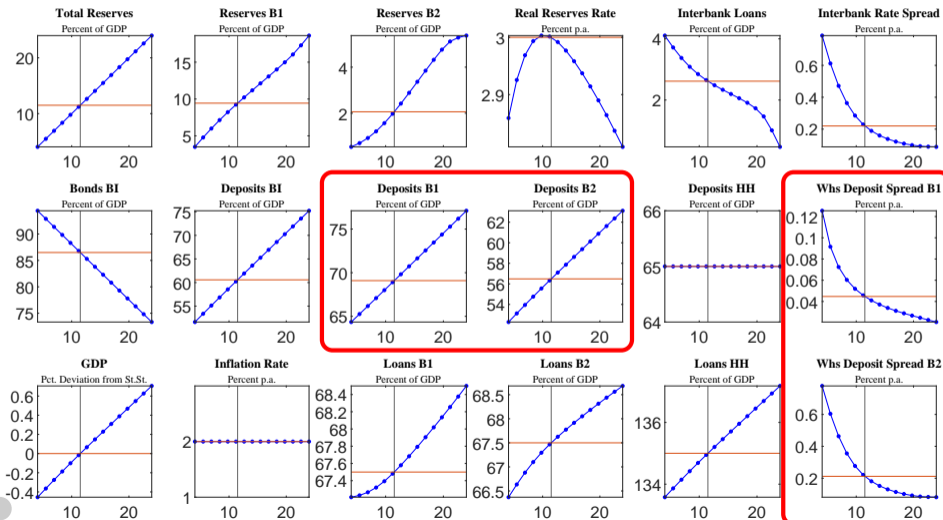 Total Reserves Reserves B1 Reserves B2 Real Reserves Rate Interbank Loans Interbank Rate Spread
Percent of GDP Percent of GDP Percent of GDP Percent p.a. Percent of GDP Percent p.a.
20 10
15 10 5
4 2
3 2.9
4 2
0.6 0.4 0.2
10 20 10 20 10 20 10 20 10 20 10 20
Bonds BI Deposits BI Deposits B1 Deposits B2 Deposits HH Whs Deposit Spread B1
Percent of GDP Percent of GDP Percent of GDP Percent of GDP Percent of GDP Percent p.a.
90 85 80 75
75 70 65 60 55
75 70 65
62 60 58 56 54
66 65 64
0.12 0.1 0.08 0.06 0.04
10 20 10 20 10 20 10 20 10 20 10 20
GDP Inflation Rate Loans B1 Loans B2 Loans HH Whs Deposit Spread B2
Pct. Deviation from St.St. Percent p.a. Percent of GDP Percent of GDP Percent of GDP Percent p.a.
0.6 0.4 0.2 0 -0.2 -0.4
3 2 1
68.4 68.2 68 67.8 67.6 67.4
68.5 68 67.5 67 66.5
136 134
0.6 0.4 0.2
10 20 10 20 10 20 10 20 10 20 10 20